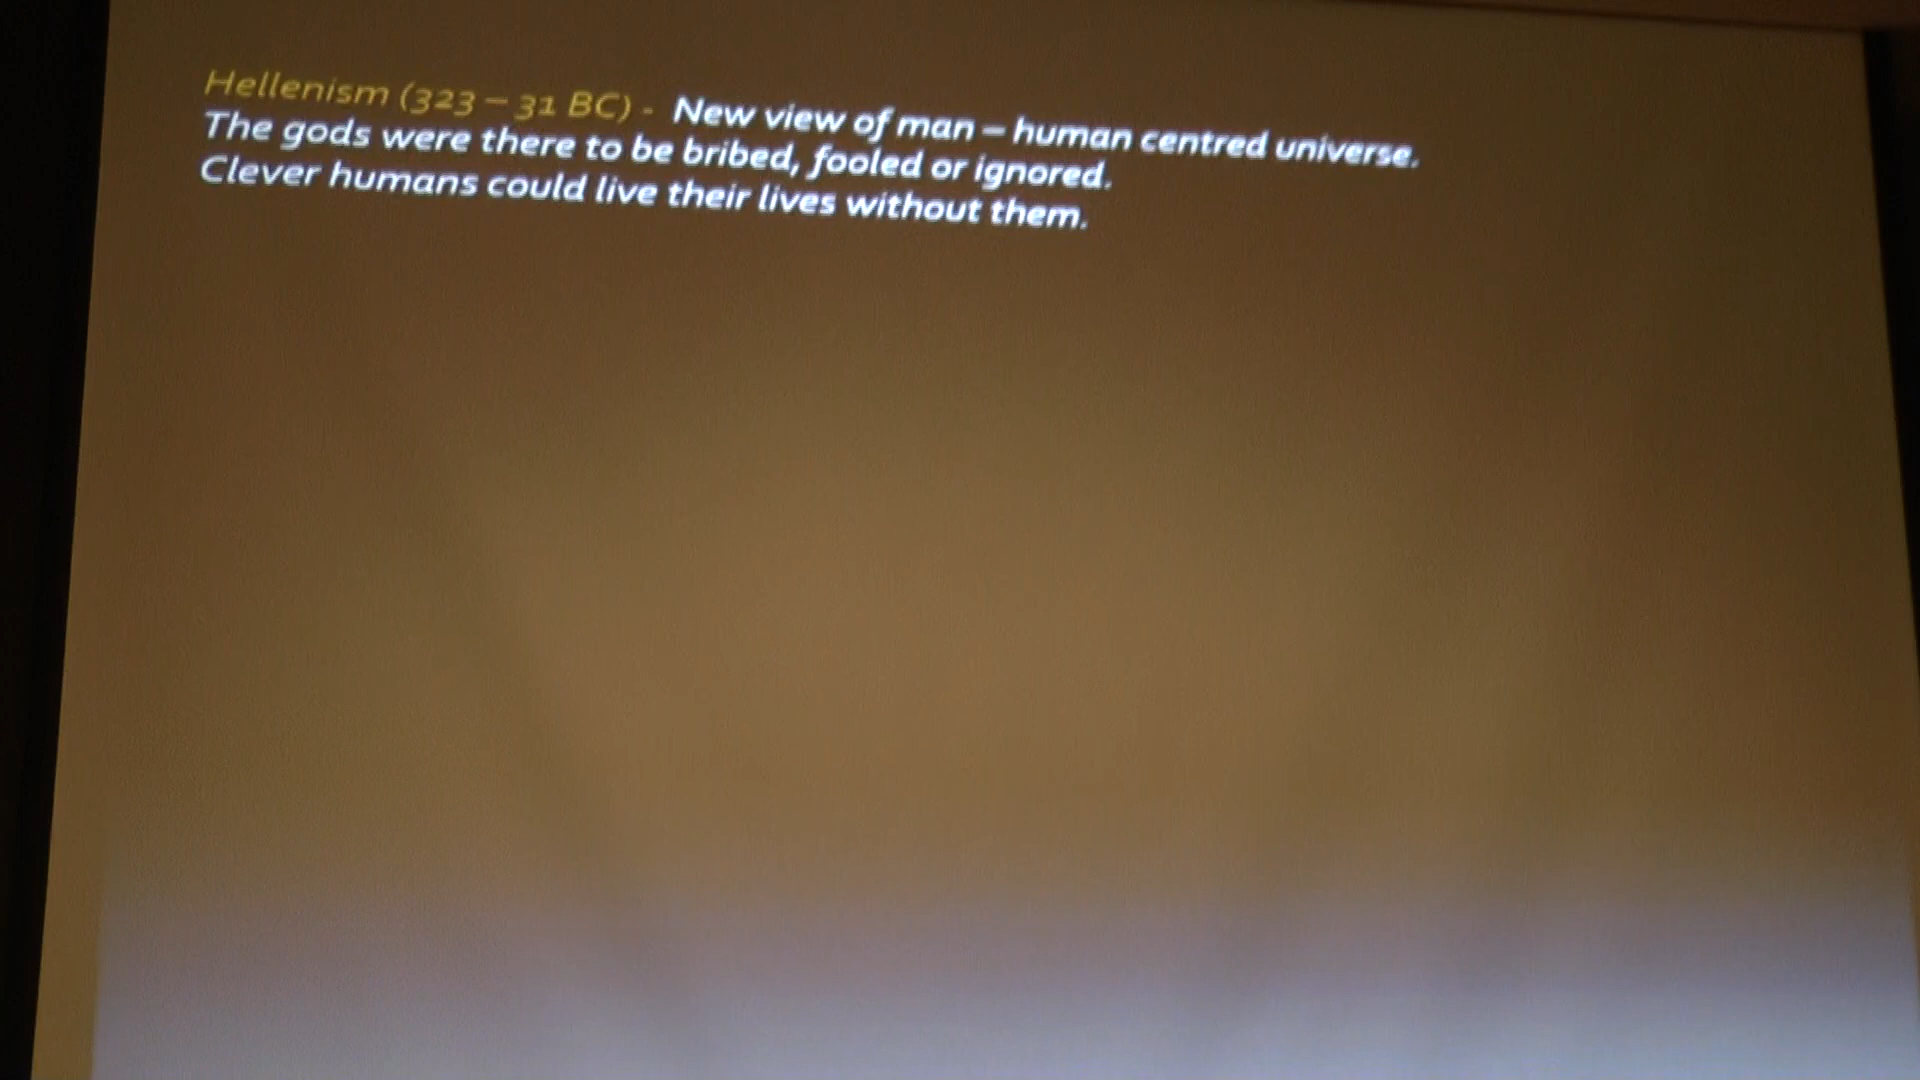 Hellenism (323 – 31 BC) - New view of man – human centred universe.
The gods were there to be bribed, fooled or ignored.
Clever humans could live their lives without them.